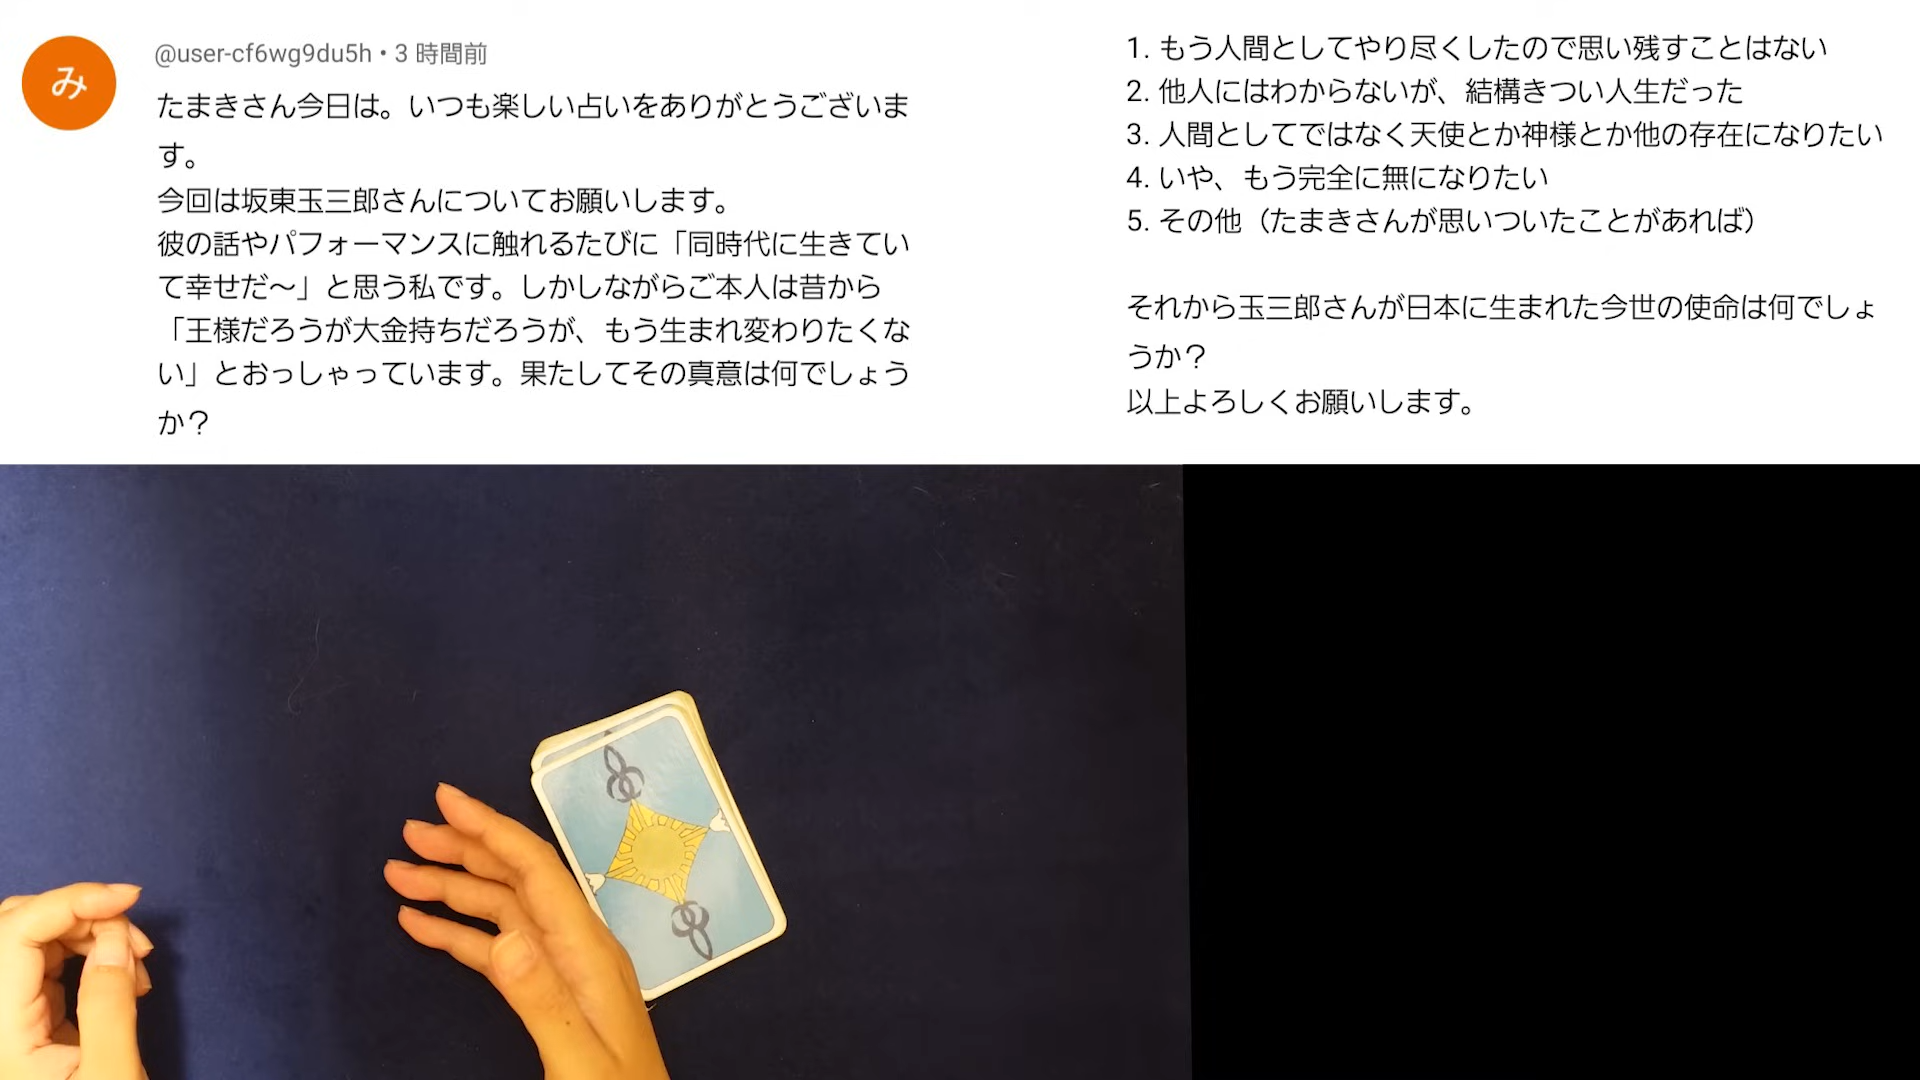 み
@user-cf6wg9du5h • 3 時間前
たまきさん今日は。いつも楽しい占いをありがとうございま
す。
今回は坂東玉三郎さんについてお願いします。
彼の話やパフォーマンスに触れるたびに「同時代に生きてい
て幸せだ〜」と思う私です。しかしながらご本人は昔から
「王様だろうが大金持ちだろうが、もう生まれ変わりたくな
い」とおっしゃっています。果たしてその真意は何でしょう
か？
1. もう人間としてやり尽くしたので思い残すことはない
2. 他人にはわからないが、結構きつい人生だった
3. 人間としてではなく天使とか神様とか他の存在になりたい
4. いや、もう完全に無になりたい
5. その他（たまきさんが思いついたことがあれば）
それから玉三郎さんが日本に生まれた今世の使命は何でしょ
うか？
以上よろしくお願いします。